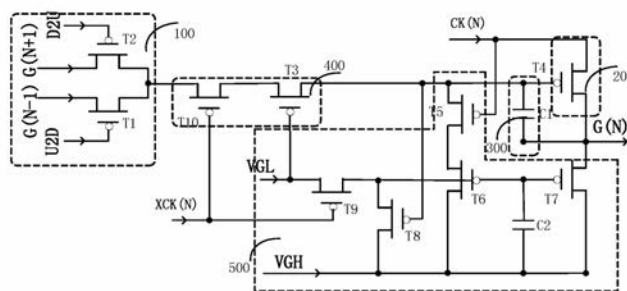 D2U
T2
100
G(N+1)
G(N-1)
T1
U2D
T10
T3
400
CK(N)
T4
20
T5
C1
300
G(N)
VGL
XCK(N)
T9
T8
T6
T7
C2
500
VGH